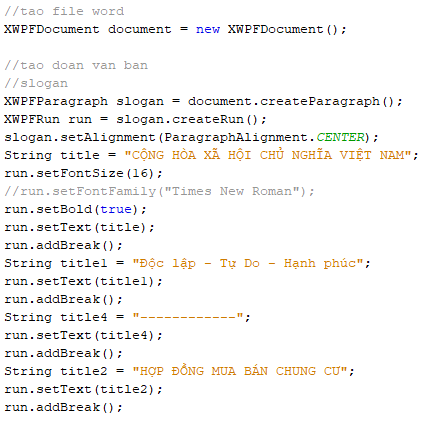 //tao file word
XWPFDocument document = new XWPFDocument();
//tao doan van ban
//slogan
XWPFParagraph slogan = document.createParagraph();
XWPFRun run = slogan.createRun();
slogan.setAlignment(ParagraphAlignment.CENTER);
String title = "CỘNG HÒA XÃ HỘI CHỦ NGHĨA VIỆT NAM";
run.setFontSize(16);
//run.setFontFamily("Times New Roman");
run.setBold(true);
run.setText(title);
run.addBreak();
String title1 = "Độc lập - Tự Do - Hạnh phúc";
run.setText(title1);
run.addBreak();
String title4 = "------------";
run.setText(title4);
run.addBreak();
String title2 = "HỢP ĐỒNG MUA BÁN CHUNG CƯ";
run.setText(title2);
run.addBreak();